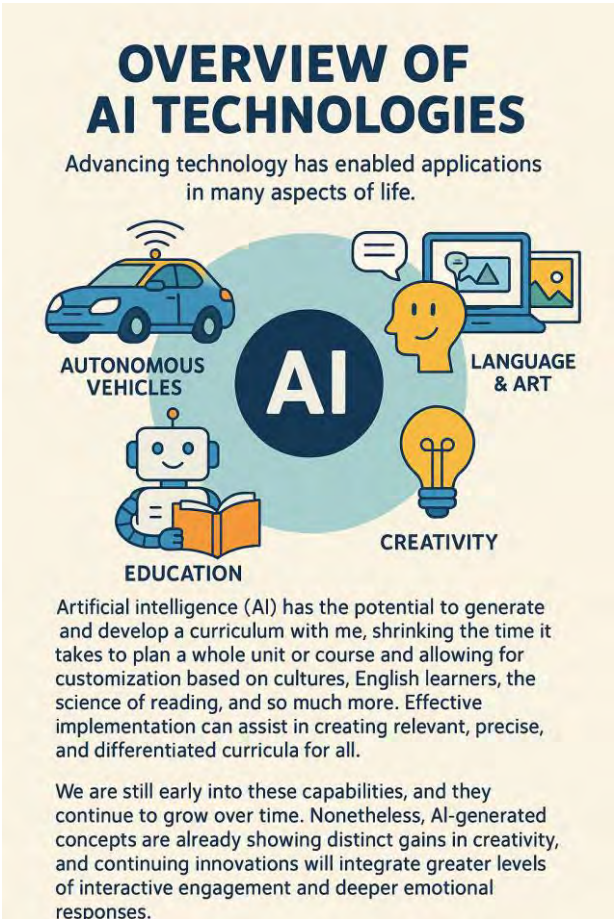 OVERVIEW OF
AI TECHNOLOGIES
Advancing technology has enabled applications
in many aspects of life.
AUTONOMOUS
VEHICLES
AI
LANGUAGE
& ART
EDUCATION
CREATIVITY
Artificial intelligence (AI) has the potential to generate
and develop a curriculum with me, shrinking the time it
takes to plan a whole unit or course and allowing for
customization based on cultures, English learners, the
science of reading, and so much more. Effective
implementation can assist in creating relevant, precise,
and differentiated curricula for all.
We are still early into these capabilities, and they
continue to grow over time. Nonetheless, AI-generated
concepts are already showing distinct gains in creativity,
and continuing innovations will integrate greater levels
of interactive engagement and deeper emotional
responses.